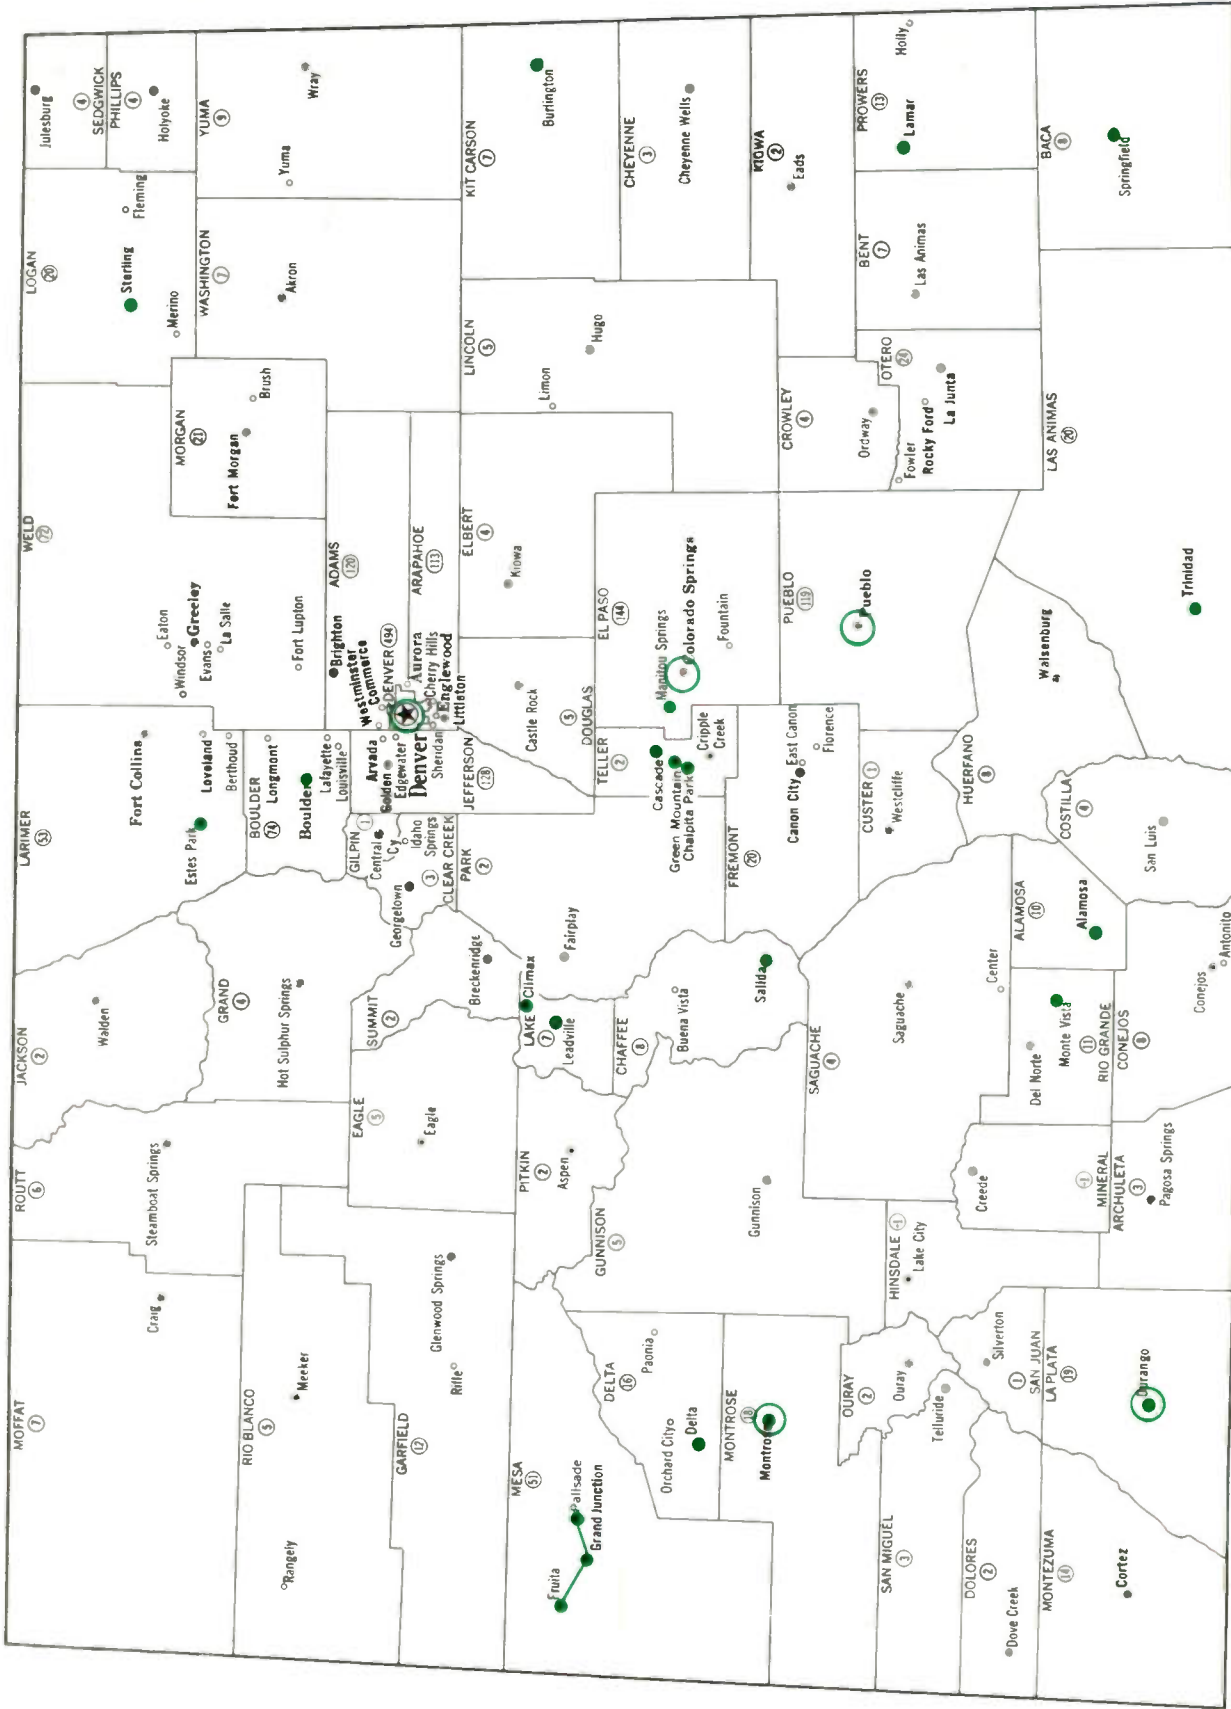 MOFFAT
7
ROUTT
6
JACKSON
2
LARIMER
53
WELD
72
LOGAN
20
Julesburg
SEDGWICK
4
PHILLIPS
4
Holyoke
Craig
Steamboat Springs
Walden
Fort Collins
Estes Park
Loveland
Berthoud
Windsor
Eaton
Greeley
Evans
La Salle
Fort Lupton
Sterling
Fleming
Merino
RIO BLANCO
5
Rangely
Meeker
GRAND
4
Hot Sulphur Springs
BOULDER
74
Longmont
Boulder
Lafayette
Louisville
MORGAN
21
Fort Morgan
Brush
WASHINGTON
7
Akron
YUMA
9
Yuma
Wray
GARFIELD
12
Rifle
Glenwood Springs
EAGLE
5
Eagle
SUMMIT
2
Breckenridge
GILPIN
1
Central
Cy
Idaho
Springs
3
CLEAR CREEK
Georgetown
Golden
Arvada
Edgewater
Denver
Westminster
Commerce
DENVER 494
Brighton
ADAMS
120
Aurora
Cherry Hills
Englewood
Sheridan
Littleton
ARAPAHOE
113
JEFFERSON
128
PARK
2
Fairplay
MESA
51
Fruita
Palisade
Grand Junction
PITKIN
2
Aspen
LAKE
7
Climax
Leadville
Castle Rock
5
DOUGLAS
ELBERT
4
Kiowa
LINCOLN
5
Limon
Hugo
KIT CARSON
7
Burlington
DELTA
16
Paonia
Orchard City
Delta
GUNNISON
5
Gunnison
CHAFFEE
8
Buena Vista
Salida
TELLER
2
Cascade
Green Mountain
Chaipita Park
Cripple
Creek
EL PASO
144
Manitou Springs
Colorado Springs
Fountain
CHEYENNE
3
Cheyenne Wells
MONTROSE
18
Montrose
FREMONT
20
Canon City
East Canon
Florence
PUEBLO
119
Pueblo
CROWLEY
4
Ordway
KIOWA
2
Eads
OURAY
2
Ouray
SAGUACHE
4
Saguache
Center
CUSTER 1
Westcliffe
OTERO
24
Fowler
Rocky Ford
La Junta
BENT
7
Las Animas
PROWERS
13
Lamar
Holly
SAN MIGUEL
3
Telluride
HINSDALE -1
Lake City
HUERFANO
8
Walsenburg
DOLORES
2
Dove Creek
Silverton
1
SAN JUAN
Creede
-1
MINERAL
Del Norte
Monte Vista
11
RIO GRANDE
ALAMOSA
10
Alamosa
COSTILLA
4
San Luis
LAS ANIMAS
20
Trinidad
BACA
8
Springfield
MONTEZUMA
14
Cortez
LA PLATA
19
Durango
ARCHULETA
3
Pagosa Springs
CONEJOS
8
Conejos
Antonito